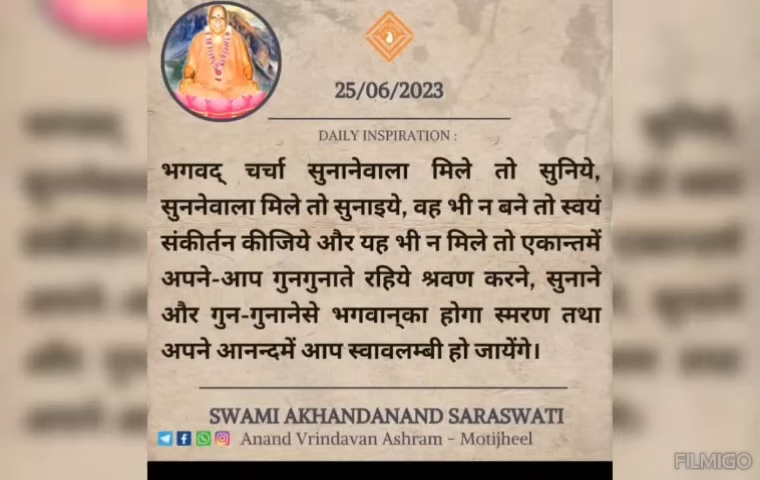 25/06/2023
DAILY INSPIRATION :
भगवद् चर्चा सुनानेवाला मिले तो सुनिये,
सुननेवाला मिले तो सुनाइये, वह भी न बने तो स्वयं
संकीर्तन कीजिये और यह भी न मिले तो एकान्तमें
अपने-आप गुनगुनाते रहिये श्रवण करने, सुनाने
और गुन-गुनानेसे भगवान्‌का होगा स्मरण तथा
अपने आनन्दमें आप स्वावलम्बी हो जायेंगे।
SWAMI AKHANDANAND SARASWATI
Anand Vrindavan Ashram - Motijheel
FILMIGO